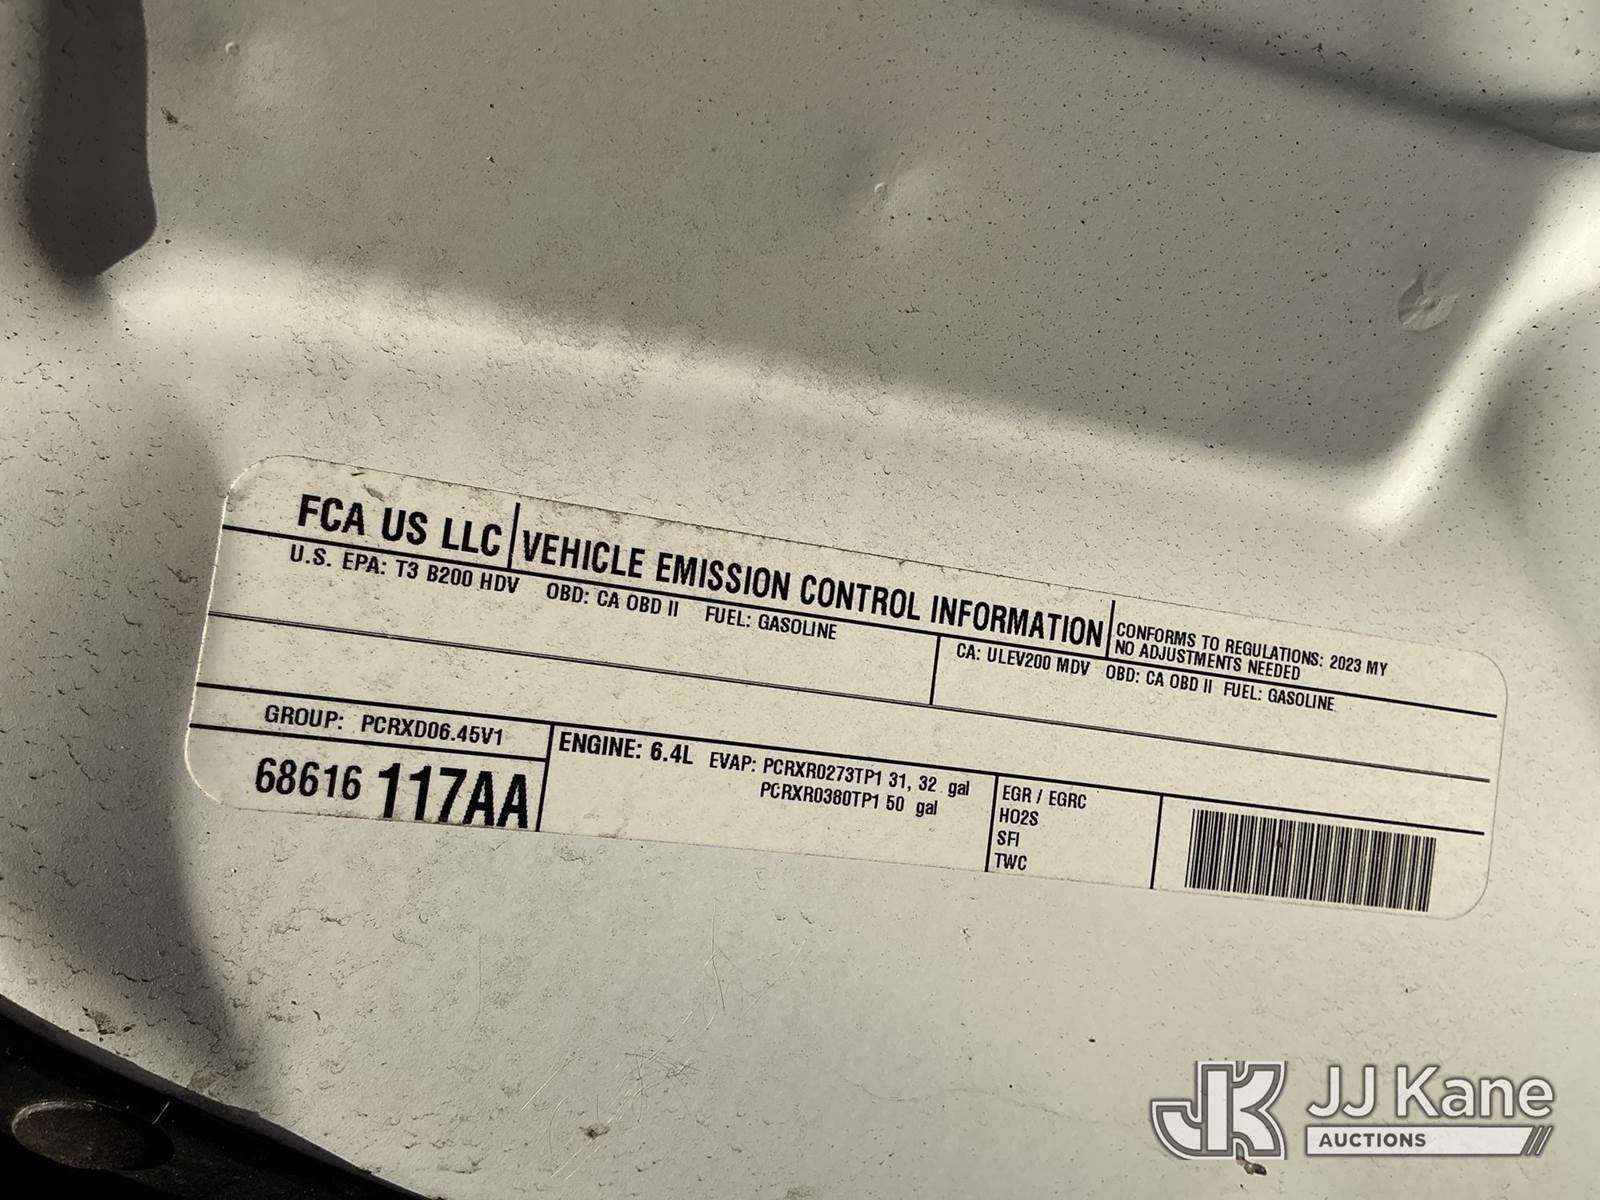 FCA US LLC
VEHICLE EMISSION CONTROL INFORMATION
CONFORMS TO REGULATIONS: 2023 MY
NO ADJUSTMENTS NEEDED
U.S. EPA: T3 B200 HDV OBD: CA OBD II FUEL: GASOLINE
CA: ULEV200 MDV OBD: CA OBD II FUEL: GASOLINE
GROUP: PCRXD06.45V1
68616 117AA
ENGINE: 6.4L EVAP: PCRXR0273TP1 31, 32 gal
PCRXR0380TP1 50 gal
EGR / EGRC
HO2S
SFI
TWC
JK JJ Kane
AUCTIONS